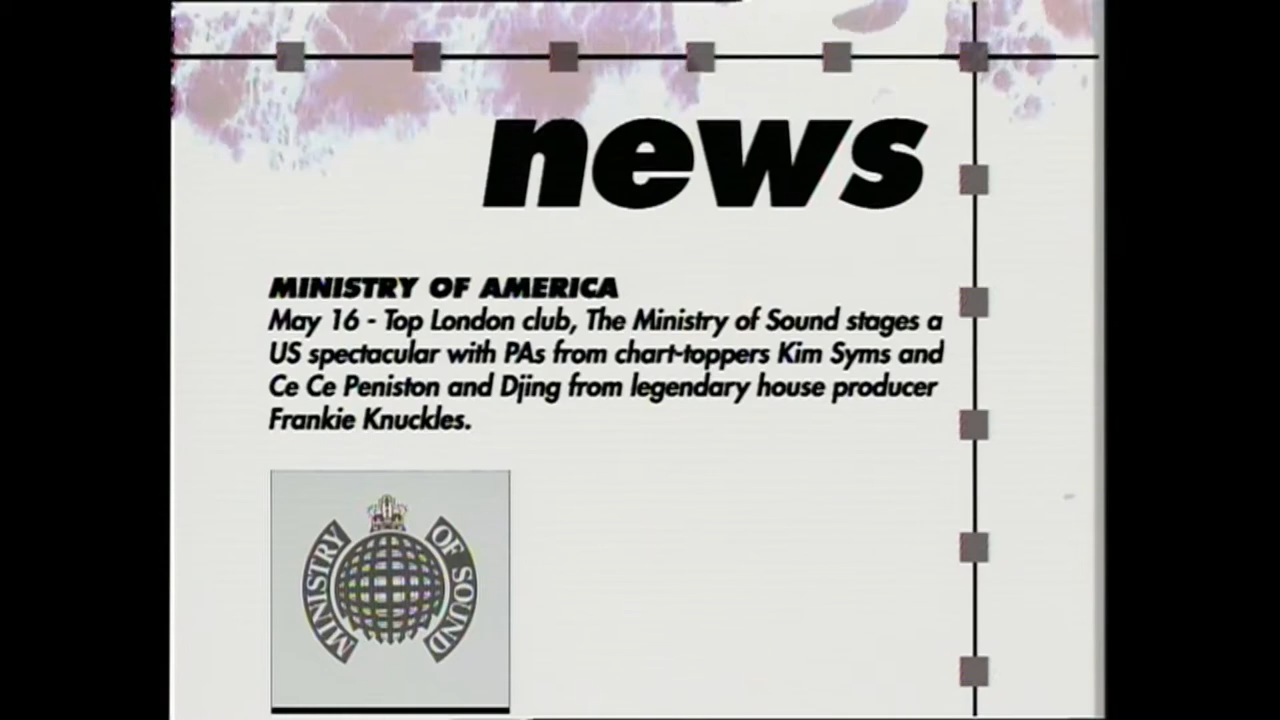 news
MINISTRY OF AMERICA
May 16 - Top London club, The Ministry of Sound stages a
US spectacular with PAs from chart-toppers Kim Syms and
Ce Ce Peniston and Djing from legendary house producer
Frankie Knuckles.
MINISTRY OF SOUND